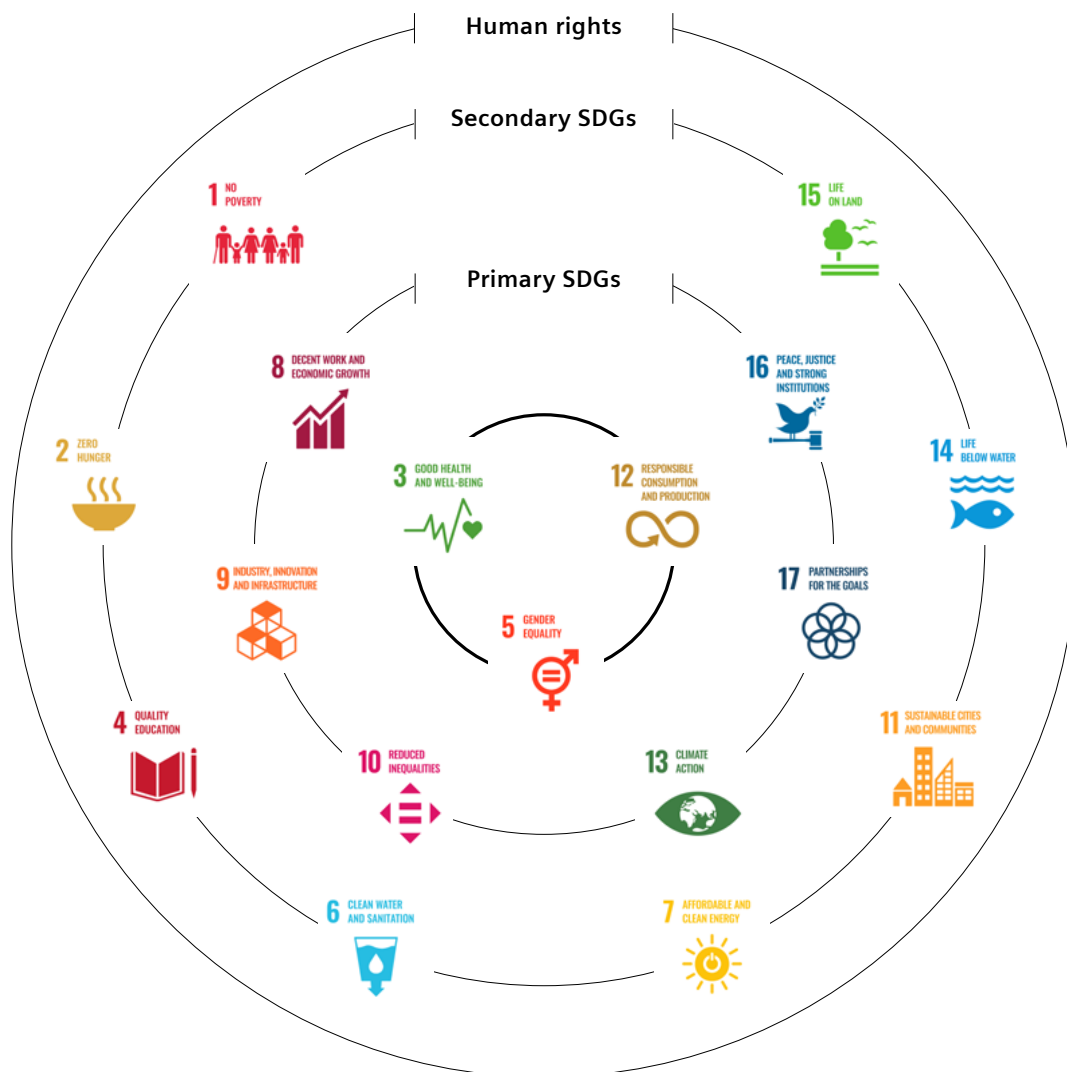 Human rights
Secondary SDGs
1 NO
POVERTY
15 LIFE
ON LAND
Primary SDGs
8 DECENT WORK AND
ECONOMIC GROWTH
16 PEACE, JUSTICE
AND STRONG
INSTITUTIONS
2 ZERO
HUNGER
3 GOOD HEALTH
AND WELL-BEING
12 RESPONSIBLE
CONSUMPTION
AND PRODUCTION
14 LIFE
BELOW WATER
9 INDUSTRY, INNOVATION
AND INFRASTRUCTURE
17 PARTNERSHIPS
FOR THE GOALS
5 GENDER
EQUALITY
4 QUALITY
EDUCATION
11 SUSTAINABLE CITIES
AND COMMUNITIES
10 REDUCED
INEQUALITIES
13 CLIMATE
ACTION
6 CLEAN WATER
AND SANITATION
7 AFFORDABLE AND
CLEAN ENERGY